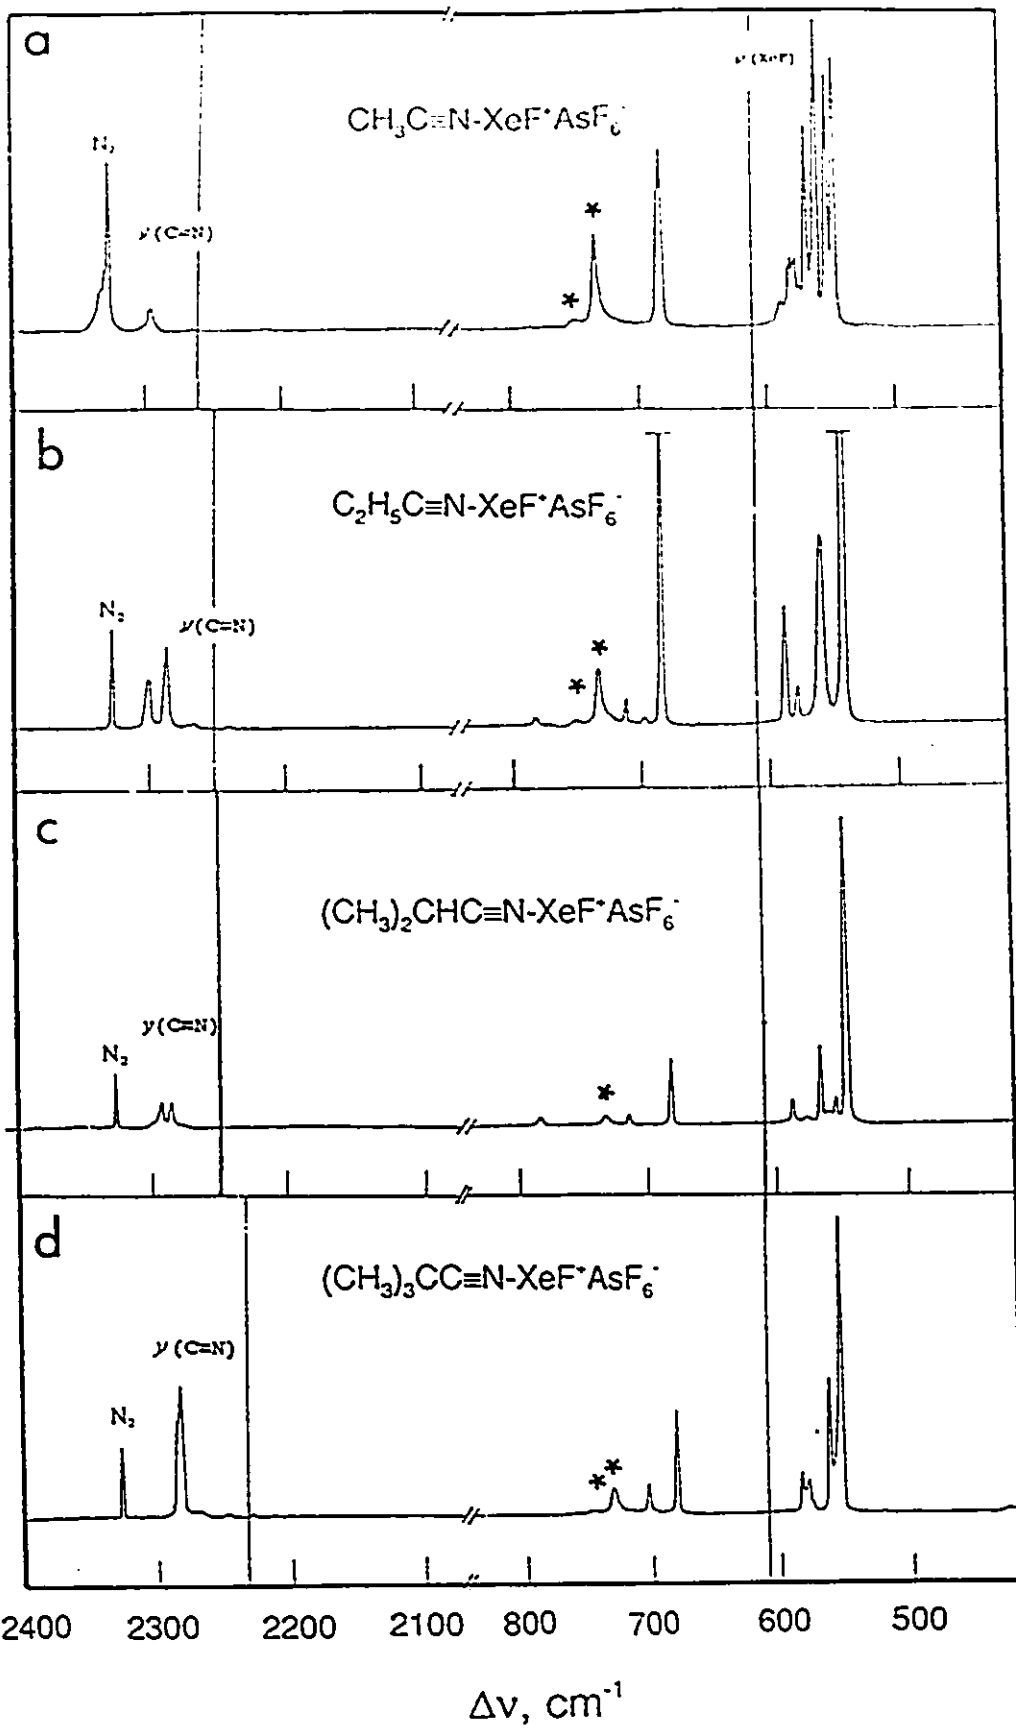 a
ν(XeF)
CH₃C≡N-XeF⁺AsF₆⁻
N₂
ν(C≡N)
*
*
b
C₂H₅C≡N-XeF⁺AsF₆⁻
N₂
ν(C≡N)
*
*
c
(CH₃)₂CHC≡N-XeF⁺AsF₆⁻
ν(C≡N)
N₂
*
d
(CH₃)₃CC≡N-XeF⁺AsF₆⁻
ν(C≡N)
N₂
* *
2400 2300 2200 2100 800 700 600 500
Δν, cm⁻¹